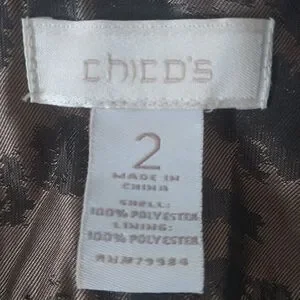 chico's
2
MADE IN
CHINA
SHELL:
100% POLYESTER
LINING:
100% POLYESTER